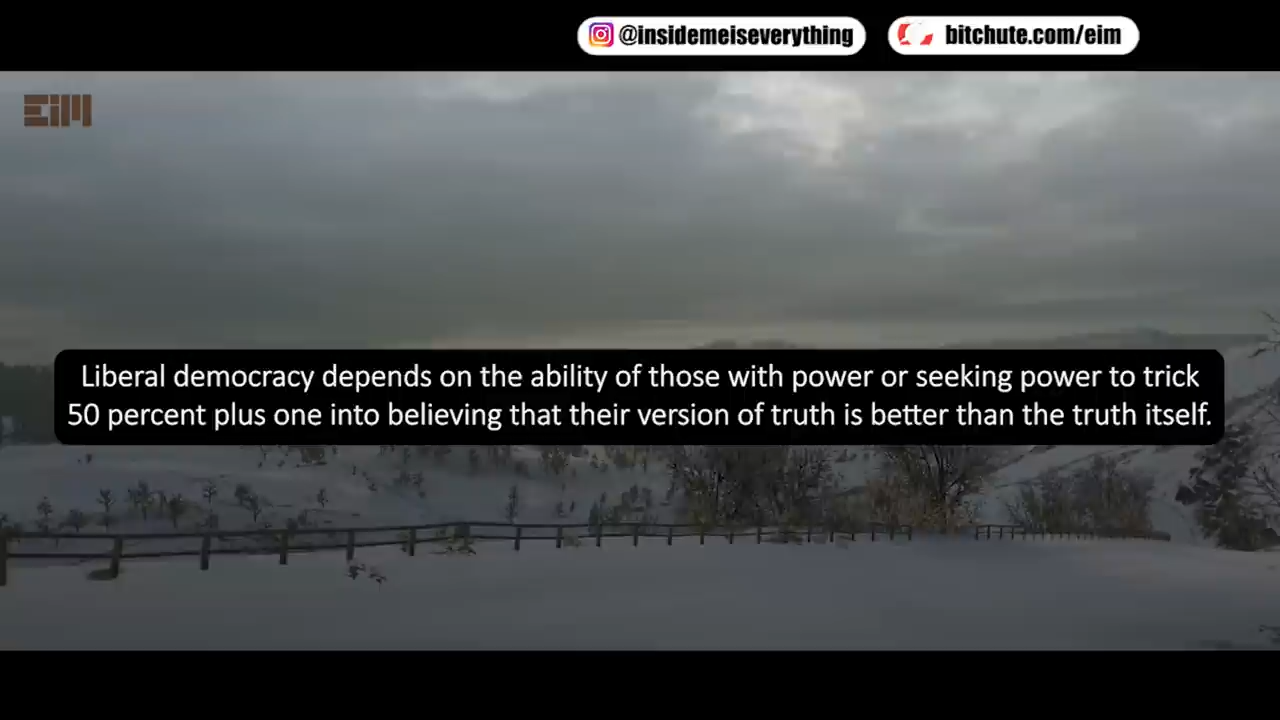 @insidemeiseverything
bitchute.com/eim
EiM
Liberal democracy depends on the ability of those with power or seeking power to trick
50 percent plus one into believing that their version of truth is better than the truth itself.